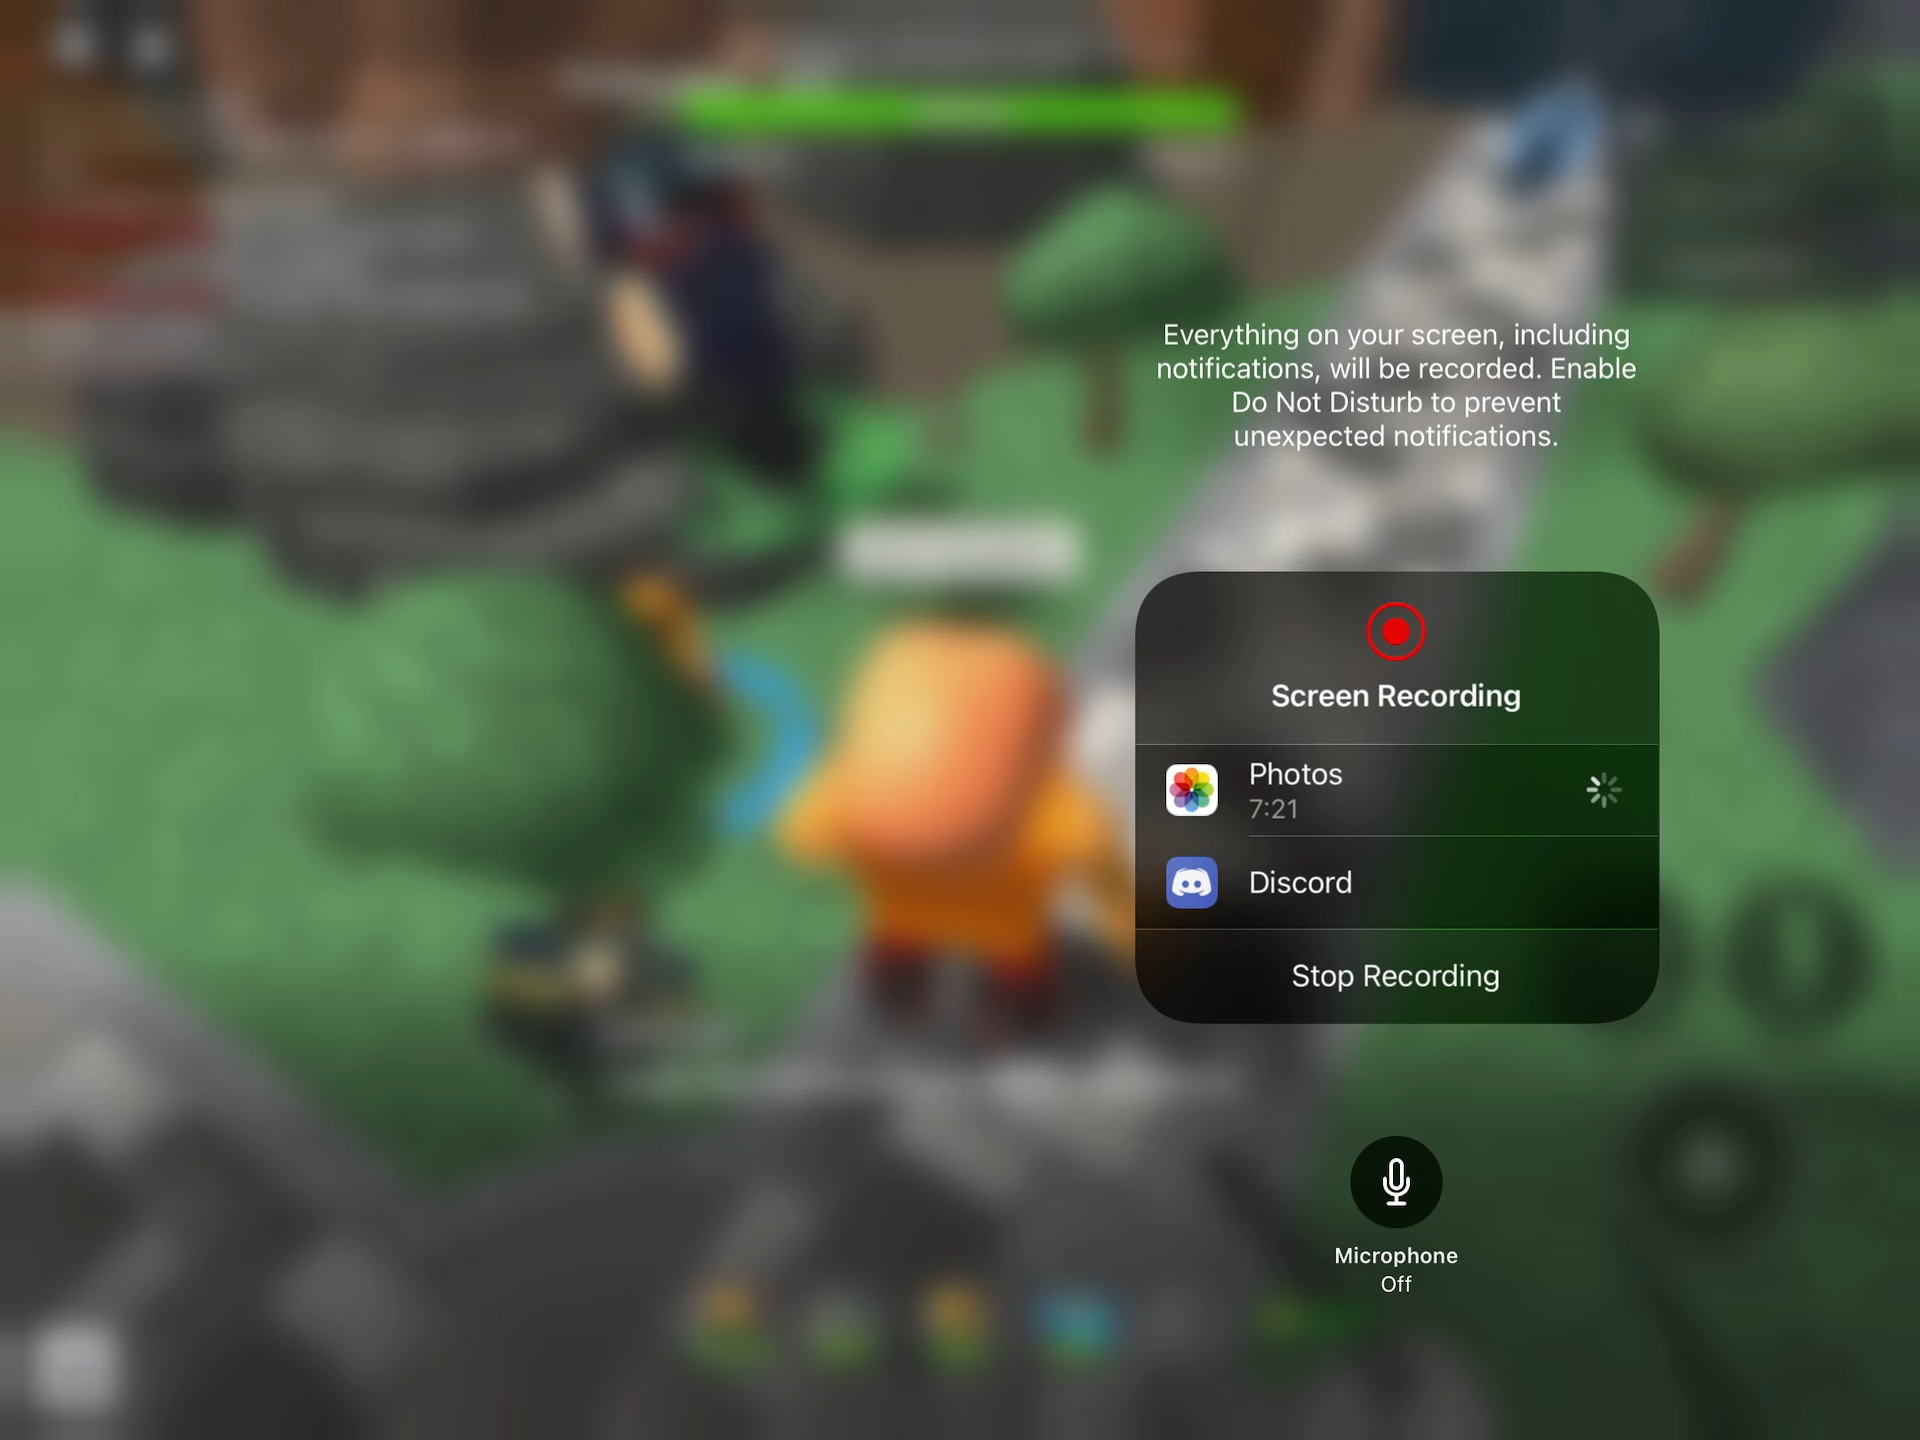 Everything on your screen, including
notifications, will be recorded. Enable
Do Not Disturb to prevent
unexpected notifications.
Screen Recording
Photos
7:21
Discord
Stop Recording
Microphone
Off